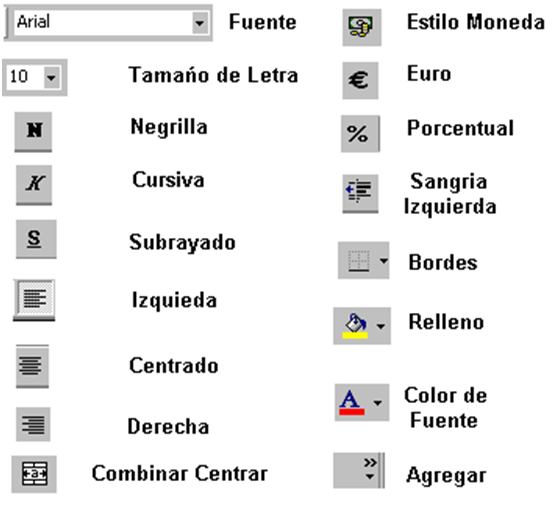 Arial
Fuente
10
Tamańo de Letra
N
Negrilla
K
Cursiva
S
Subrayado
Izquieda
Centrado
Derecha
a
Combinar Centrar
Estilo Moneda
€
Euro
%
Porcentual
Sangria
Izquierda
Bordes
Relleno
A
Color de
Fuente
»
Agregar